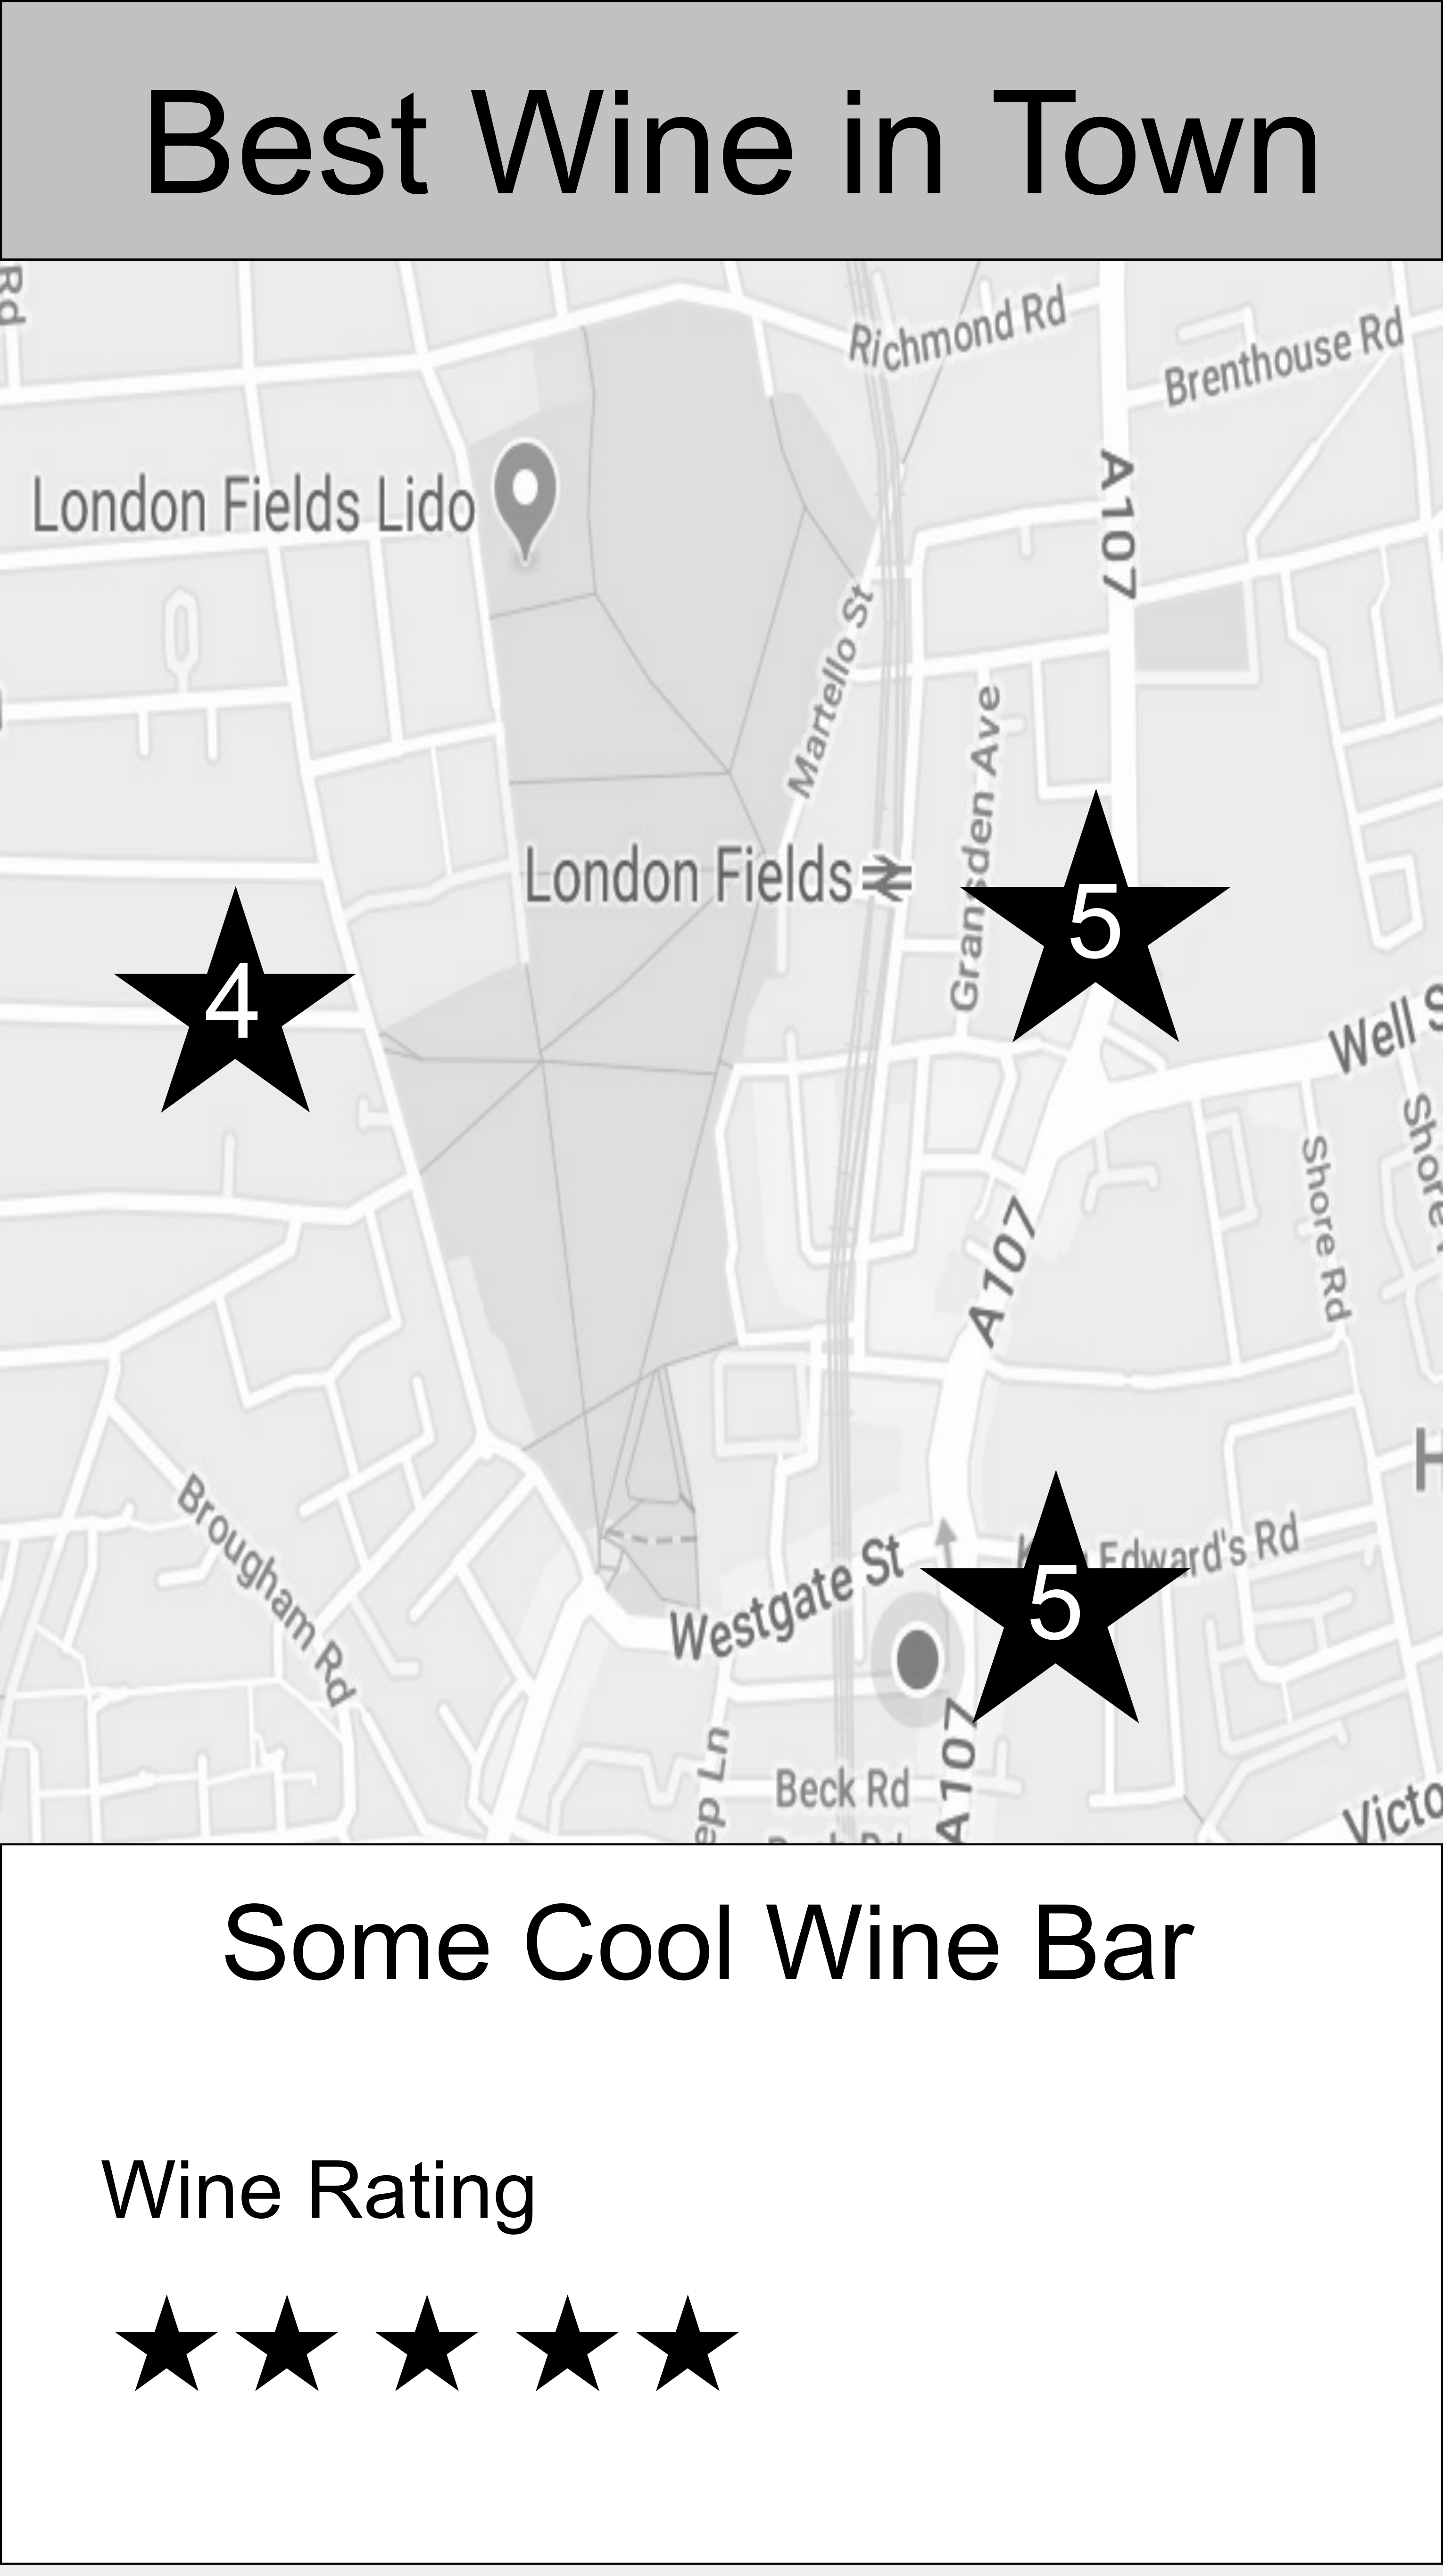 Best Wine in Town
Rd
Richmond Rd
Brenthouse Rd
London Fields Lido
A107
Martello St
Gransden Ave
London Fields
5
4
Well S
Shore
Shore Rd
A107
H
Brougham Rd
Westgate St
Edward's Rd
5
ep Ln
Beck Rd
A107
Victo
Some Cool Wine Bar
Wine Rating